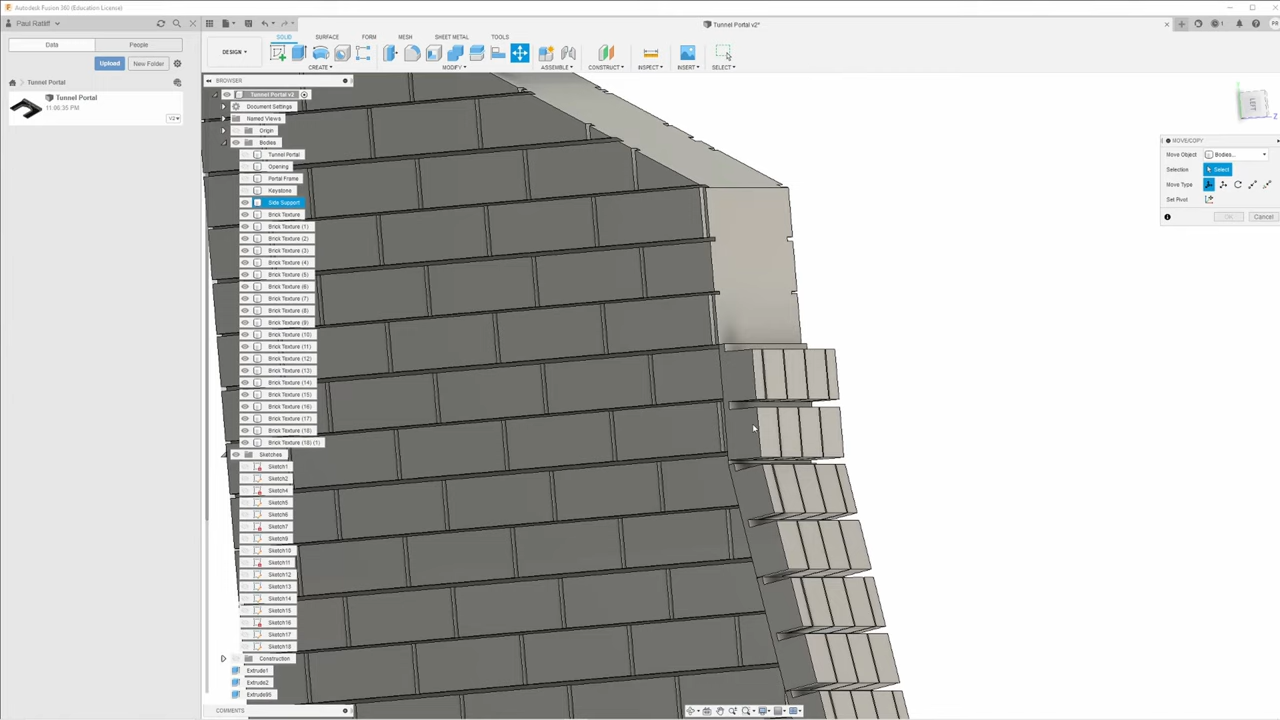 Autodesk Fusion 360 (Education License)
Paul Ratliff
Tunnel Portal v2*
PR
Data
People
DESIGN
SOLID
SURFACE
FORM
MESH
SHEET METAL
TOOLS
CREATE
MODIFY
ASSEMBLE
CONSTRUCT
INSPECT
INSERT
SELECT
Upload
New Folder
Tunnel Portal
Tunnel Portal
11:06:35 PM
V2
BROWSER
Tunnel Portal v2
Document Settings
Named Views
Origin
Bodies
Tunnel Portal
Opening
Portal Frame
Keystone
Side Support
Brick Texture
Brick Texture (1)
Brick Texture (2)
Brick Texture (3)
Brick Texture (4)
Brick Texture (5)
Brick Texture (6)
Brick Texture (7)
Brick Texture (8)
Brick Texture (9)
Brick Texture (10)
Brick Texture (11)
Brick Texture (12)
Brick Texture (13)
Brick Texture (14)
Brick Texture (15)
Brick Texture (16)
Brick Texture (17)
Brick Texture (18)
Brick Texture (18) (1)
Sketches
Sketch1
Sketch2
Sketch4
Sketch5
Sketch6
Sketch7
Sketch9
Sketch10
Sketch11
Sketch12
Sketch13
Sketch14
Sketch15
Sketch16
Sketch17
Sketch18
Construction
Extrude1
Extrude2
Extrude95
COMMENTS
LEFT
Z
MOVE/COPY
Move Object
Bodies...
Selection
Select
Move Type
Set Pivot
OK
Cancel